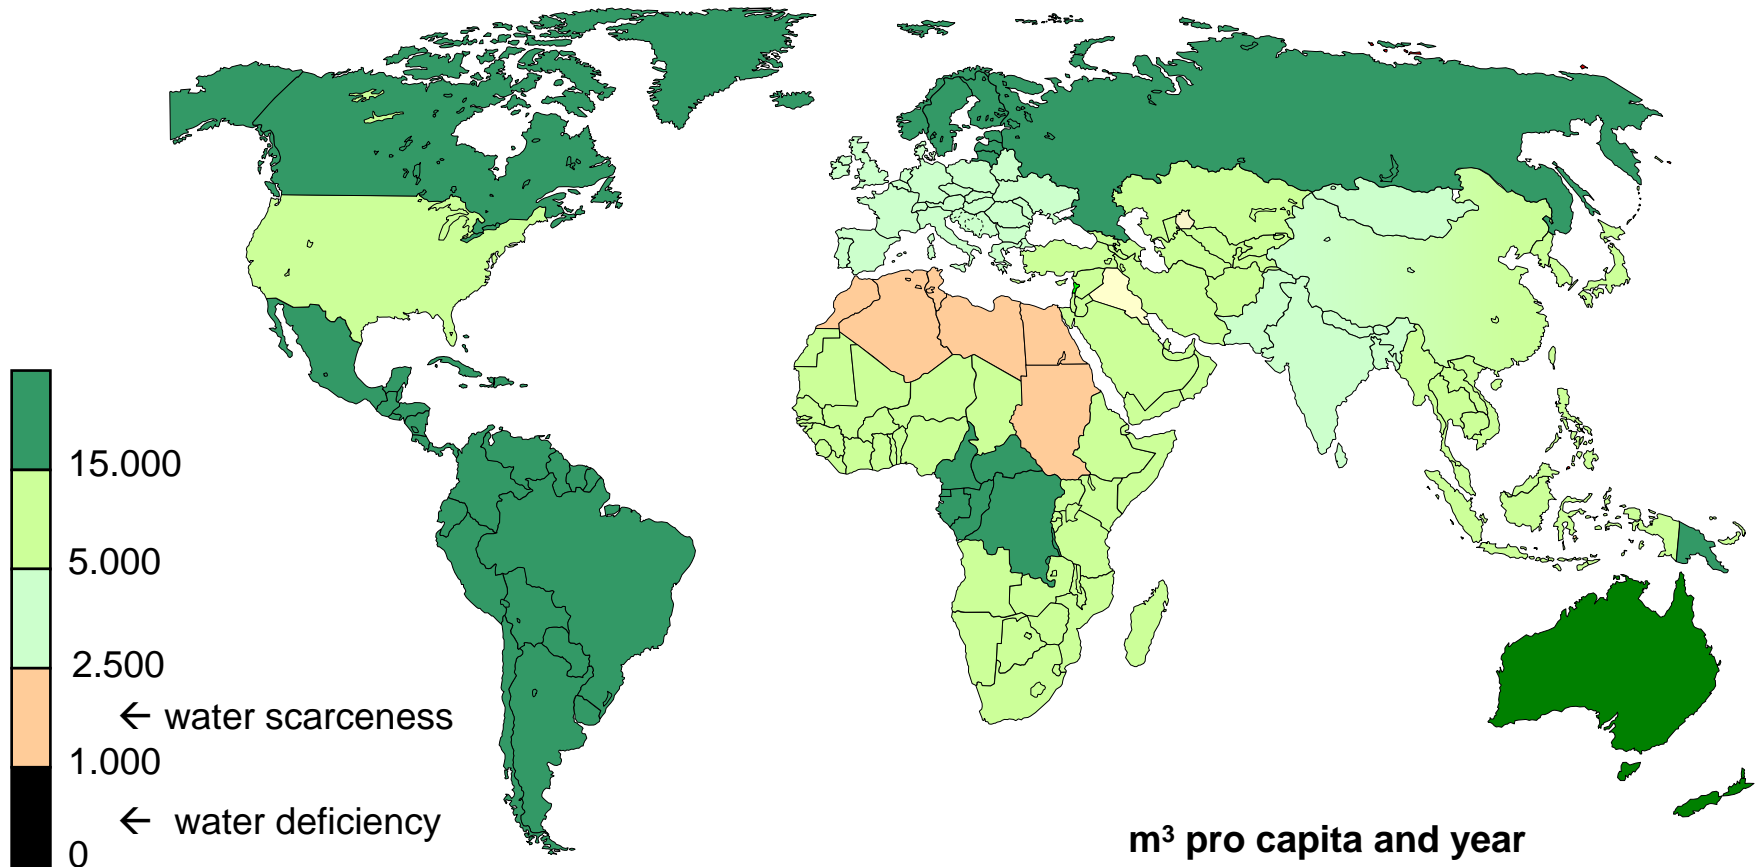 15.000
5.000
2.500
← water scarceness
1.000
← water deficiency
0
m³ pro capita and year